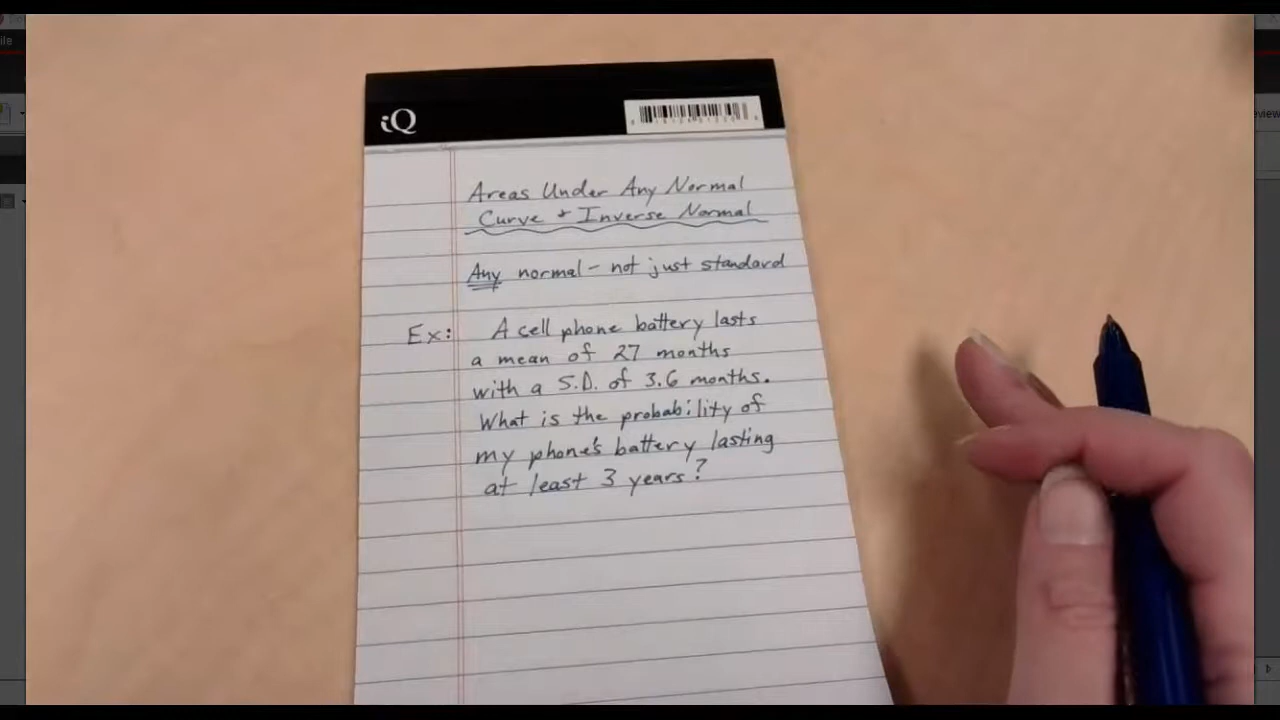 ile
eview
iQ
Areas Under Any Normal
Curve + Inverse Normal
Any normal - not just standard
Ex: A cell phone battery lasts
a mean of 27 months
with a S.D. of 3.6 months.
What is the probability of
my phone's battery lasting
at least 3 years?